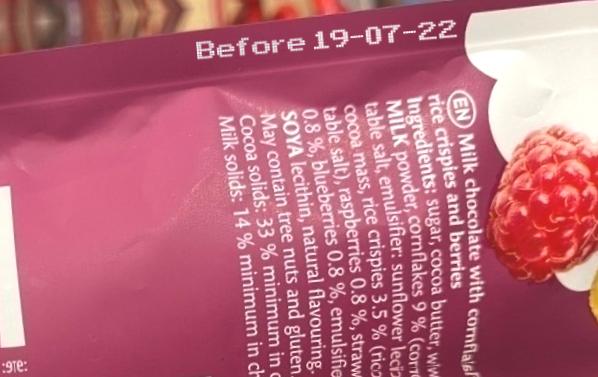 Before 19-07-22
EN Milk chocolate with cornflakes
rice crispies and berries
Ingredients: sugar, cocoa butter,
MILK powder, cornflakes 9 %
table salt, emulsifier: sunflower
cocoa mass, rice crispies 3.5 %
table salt), raspberries 0.8 %,
0.8 %, blueberries 0.8 %,
SOYA lecithin, natural flavouring.
May contain tree nuts and gluten
Cocoa solids: 33 % minimum in
Milk solids: 14 % minimum in